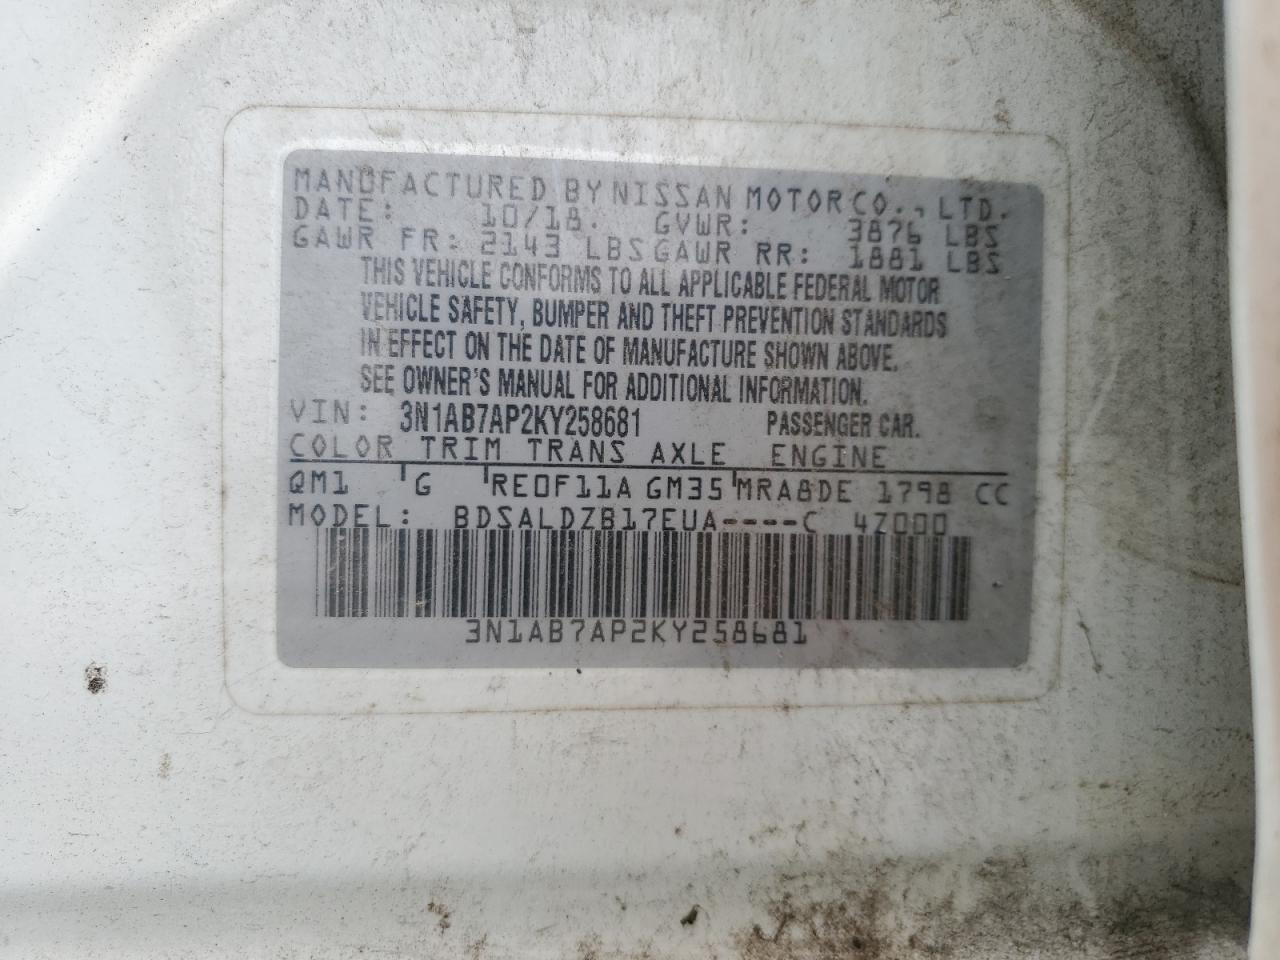 MANUFACTURED BY NISSAN MOTOR CO., LTD.
DATE: 10/18. GVWR: 3876 LBS
GAWR FR: 2143 LBS GAWR RR: 1881 LBS
THIS VEHICLE CONFORMS TO ALL APPLICABLE FEDERAL MOTOR
VEHICLE SAFETY, BUMPER AND THEFT PREVENTION STANDARDS
IN EFFECT ON THE DATE OF MANUFACTURE SHOWN ABOVE.
SEE OWNER'S MANUAL FOR ADDITIONAL INFORMATION.
VIN: 3N1AB7AP2KY258681 PASSENGER CAR.
COLOR TRIM TRANS AXLE ENGINE
QM1 G RE0F11A GM35 MRA8DE 1798 CC
MODEL: BDSALDZB17EUA----C 4Z000
3N1AB7AP2KY258681